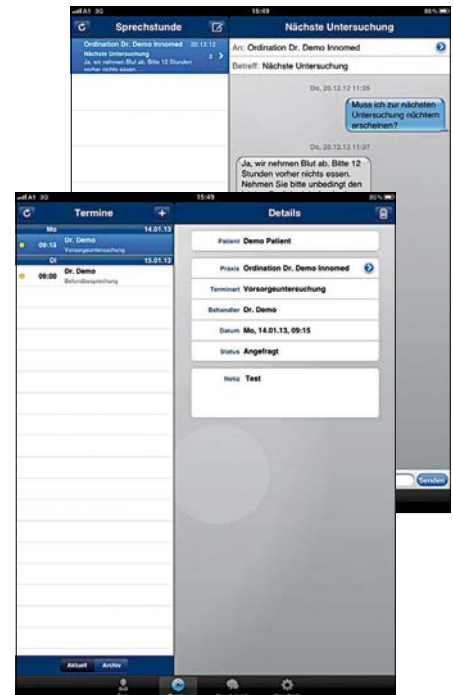 A1 3G 15:49 85%
Sprechstunde
Ordination Dr. Demo Innomed 20.12.12
Nächste Untersuchung 2
Ja, wir nehmen Blut ab. Bitte 12 Stunden
vorher nichts essen.
Nächste Untersuchung
An: Ordination Dr. Demo Innomed
Betreff: Nächste Untersuchung
Do, 20.12.12 11:35
Muss ich zur nächsten
Untersuchung nüchtern
erscheinen?
Do, 20.12.12 11:37
Ja, wir nehmen Blut ab. Bitte 12
Stunden vorher nichts essen.
Nehmen Sie bitte unbedingt den
Senden
A1 3G 15:49 85%
Termine +
Mo 14.01.13
09:15 Dr. Demo
Vorsorgeuntersuchung
Di 15.01.13
09:00 Dr. Demo
Befundbesprechung
Aktuell Archiv
Details
Patient Demo Patient
Praxis Ordination Dr. Demo Innomed
Terminart Vorsorgeuntersuchung
Behandler Dr. Demo
Datum Mo, 14.01.13, 09:15
Status Angefragt
Notiz Test